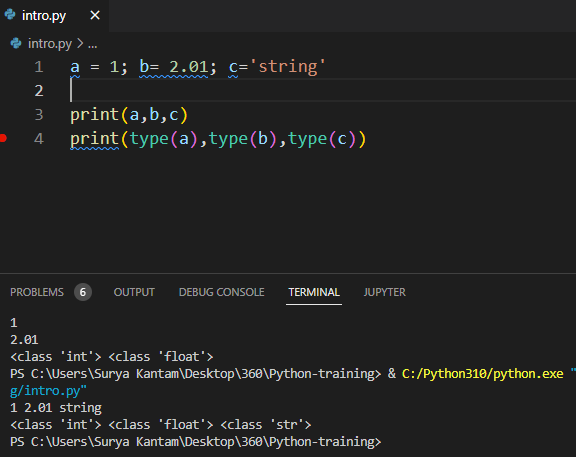 intro.py ×
intro.py > ...
1 a = 1; b= 2.01; c='string'
2
3 print(a,b,c)
4 print(type(a),type(b),type(c))
PROBLEMS 6 OUTPUT DEBUG CONSOLE TERMINAL JUPYTER
1
2.01
<class 'int'> <class 'float'>
PS C:\Users\Surya Kantam\Desktop\360\Python-training> & C:/Python310/python.exe "
g/intro.py"
1 2.01 string
<class 'int'> <class 'float'> <class 'str'>
PS C:\Users\Surya Kantam\Desktop\360\Python-training>